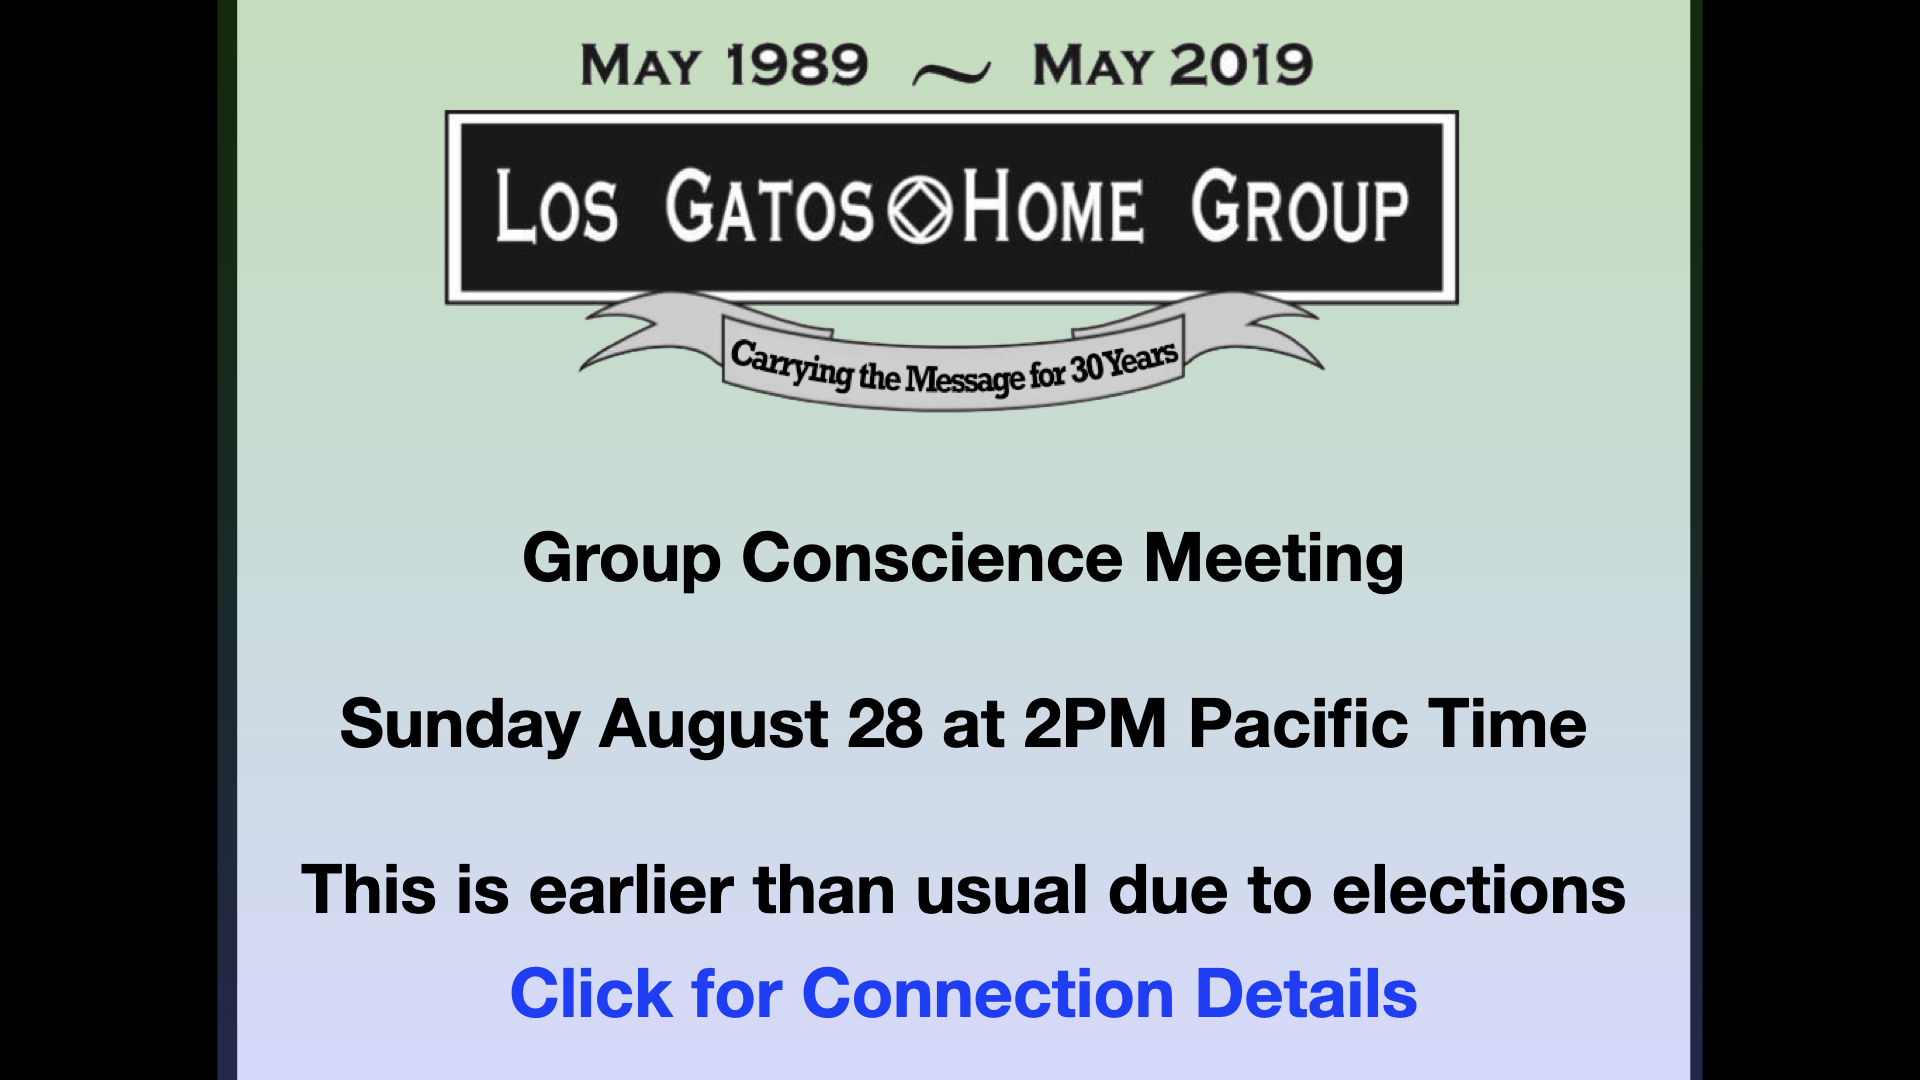 May 1989 ~ May 2019
Los Gatos Home Group
Carrying the Message for 30 Years
Group Conscience Meeting
Sunday August 28 at 2PM Pacific Time
This is earlier than usual due to elections
Click for Connection Details